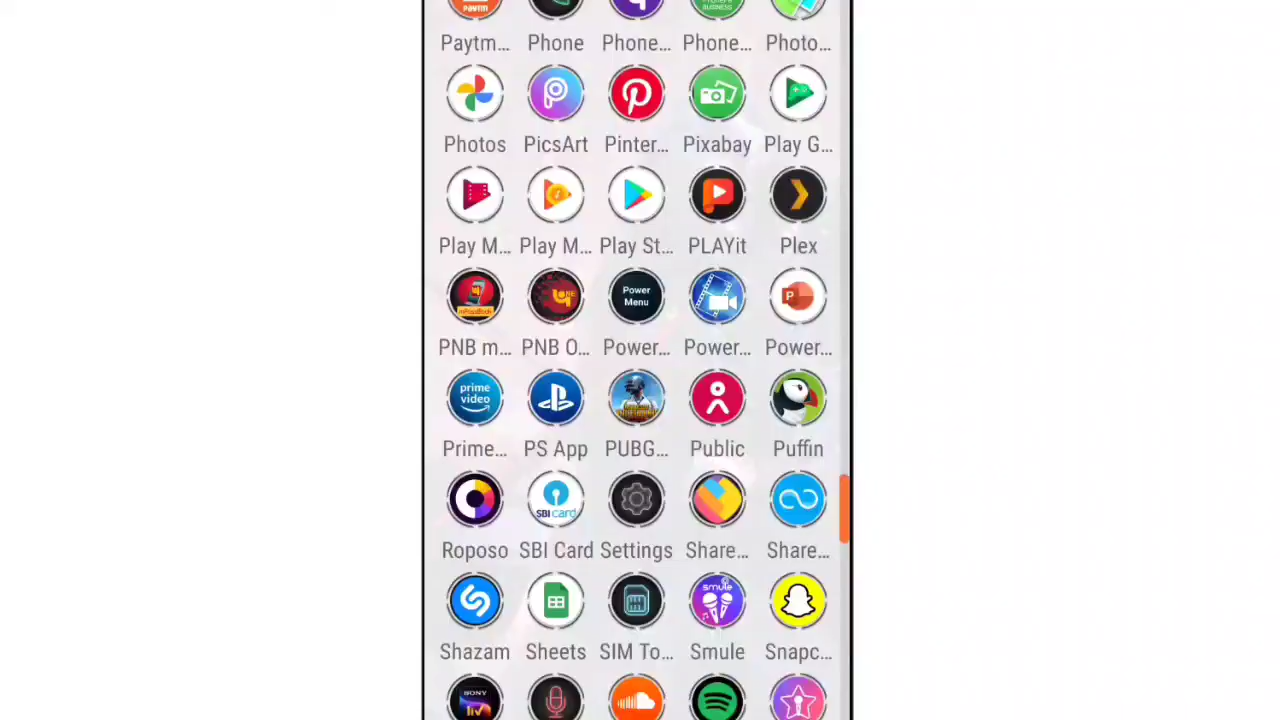 Paytm
Paytm... Phone Phone... Phone... Photo...
Photos PicsArt Pinter... Pixabay Play G...
Play M... Play M... Play St... PLAYit Plex
Power
Menu
PNB m... PNB O... Power... Power... Power...
prime
video
Prime... PS App PUBG... Public Puffin
SBI card
Roposo SBI Card Settings Share... Share...
smule
Shazam Sheets SIM To... Smule Snapc...
SONY
liv